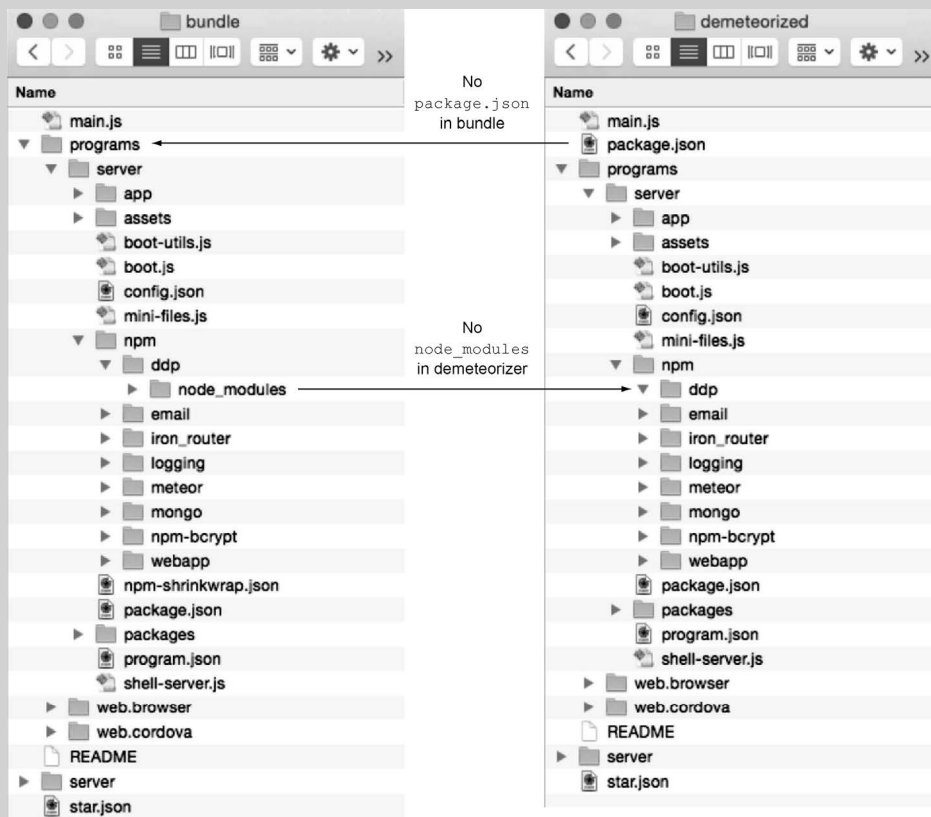 bundle
Name
main.js
programs
server
app
assets
boot-utils.js
boot.js
config.json
mini-files.js
npm
ddp
node_modules
email
iron_router
logging
meteor
mongo
npm-bcrypt
webapp
npm-shrinkwrap.json
package.json
packages
program.json
shell-server.js
web.browser
web.cordova
README
server
star.json
No
package.json
in bundle
No
node_modules
in demeteorizer
demeteorized
Name
main.js
package.json
programs
server
app
assets
boot-utils.js
boot.js
config.json
mini-files.js
npm
ddp
email
iron_router
logging
meteor
mongo
npm-bcrypt
webapp
package.json
packages
program.json
shell-server.js
web.browser
web.cordova
README
server
star.json